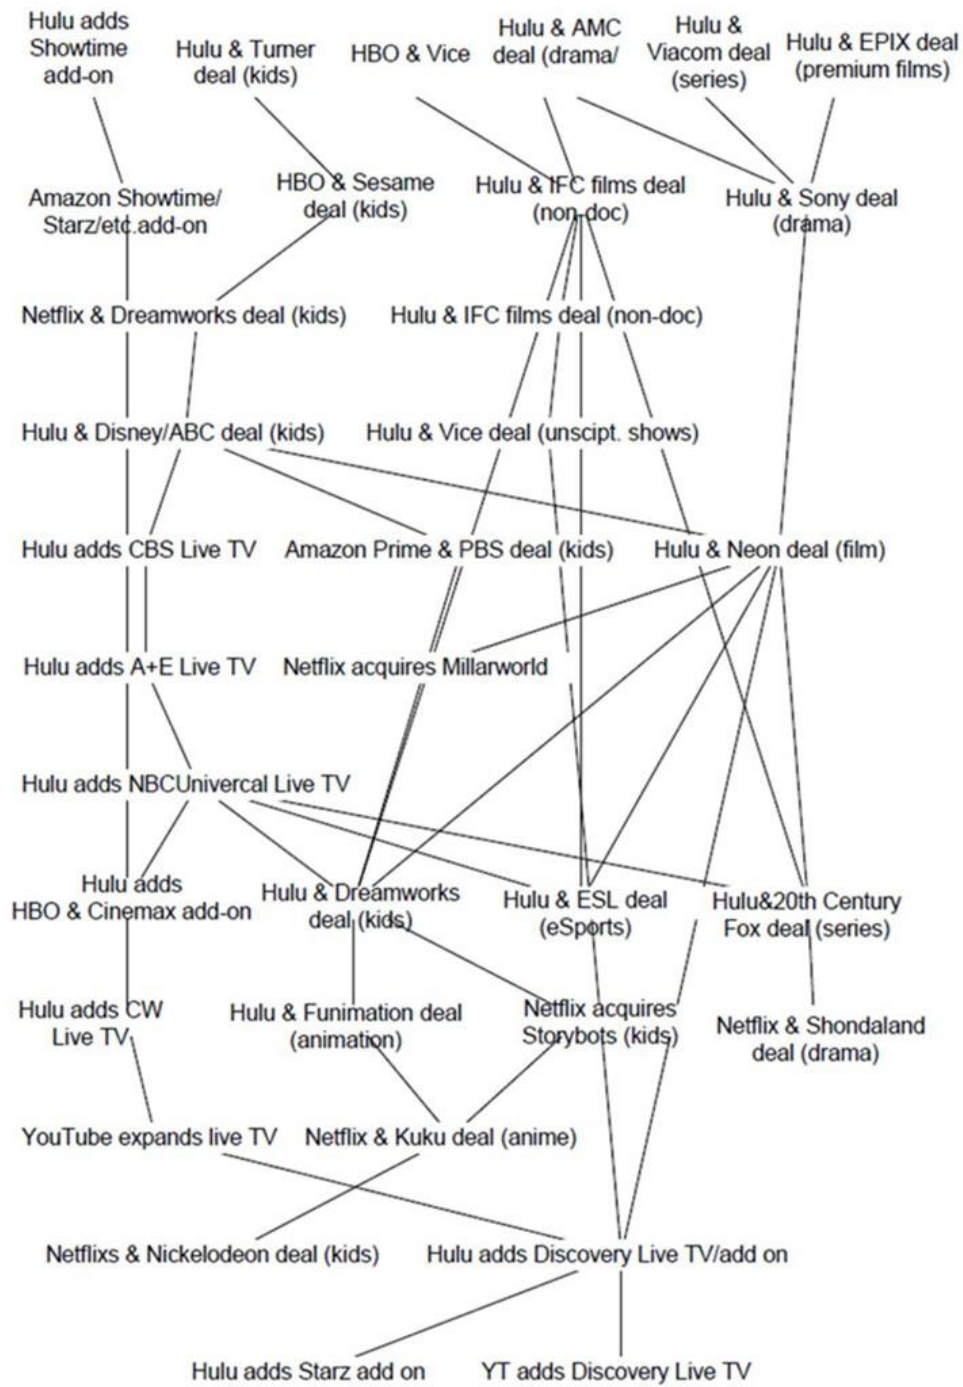 Hulu adds
Showtime
add-on
Hulu & Turner
deal (kids)
HBO & Vice
Hulu & AMC
deal (drama/
Hulu &
Viacom deal
(series)
Hulu & EPIX deal
(premium films)
Amazon Showtime/
Starz/etc.add-on
HBO & Sesame
deal (kids)
Hulu & IFC films deal
(non-doc)
Hulu & Sony deal
(drama)
Netflix & Dreamworks deal (kids)
Hulu & IFC films deal (non-doc)
Hulu & Disney/ABC deal (kids)
Hulu & Vice deal (unscipt. shows)
Hulu adds CBS Live TV
Amazon Prime & PBS deal (kids)
Hulu & Neon deal (film)
Hulu adds A+E Live TV
Netflix acquires Millarworld
Hulu adds NBCUnivercal Live TV
Hulu adds
HBO & Cinemax add-on
Hulu & Dreamworks
deal (kids)
Hulu & ESL deal
(eSports)
Hulu&20th Century
Fox deal (series)
Hulu adds CW
Live TV
Hulu & Funimation deal
(animation)
Netflix acquires
Storybots (kids)
Netflix & Shondaland
deal (drama)
YouTube expands live TV
Netflix & Kuku deal (anime)
Netflixs & Nickelodeon deal (kids)
Hulu adds Discovery Live TV/add on
Hulu adds Starz add on
YT adds Discovery Live TV